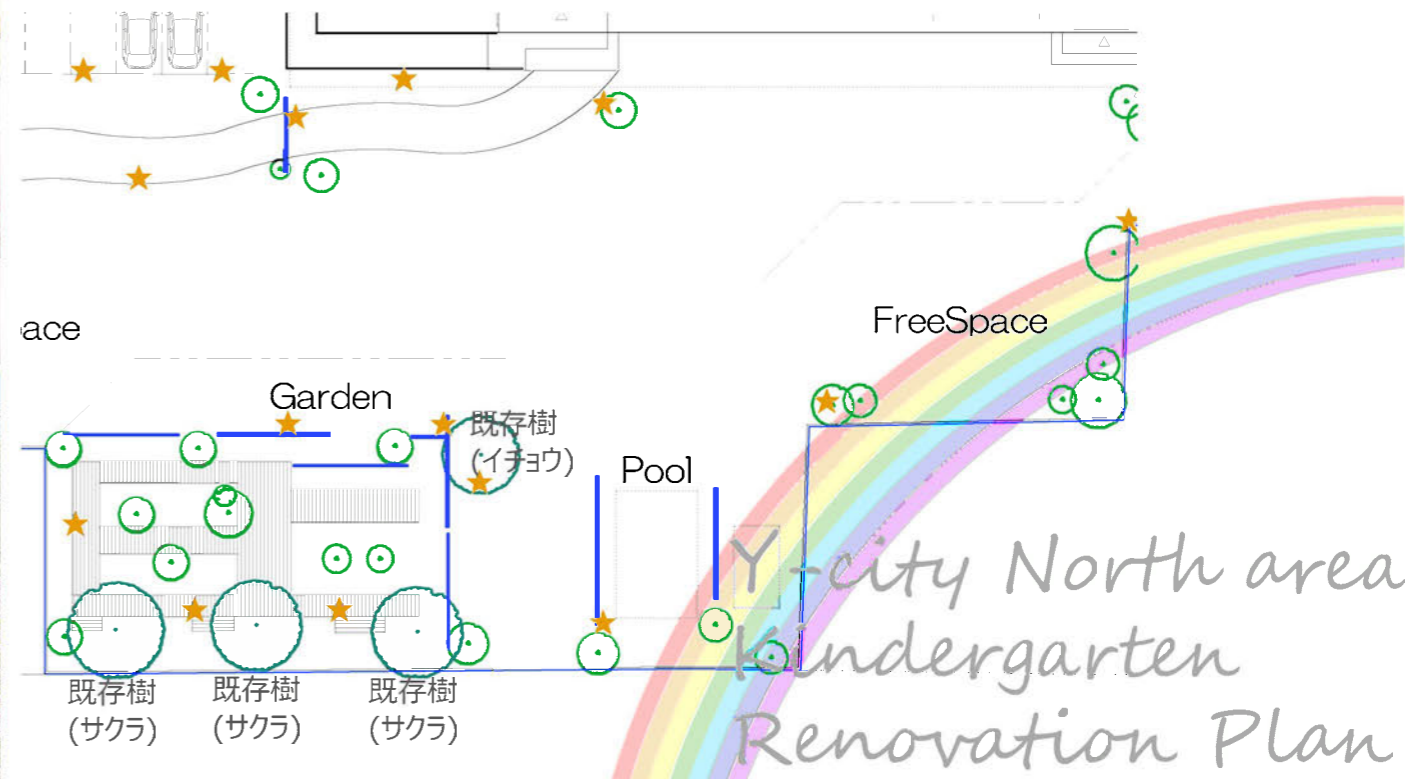 FreeSpace
ace
Garden
既存樹
(イチョウ)
Pool
Y-city North area
Kindergarten
Renovation Plan
既存樹
(サクラ)
既存樹
(サクラ)
既存樹
(サクラ)